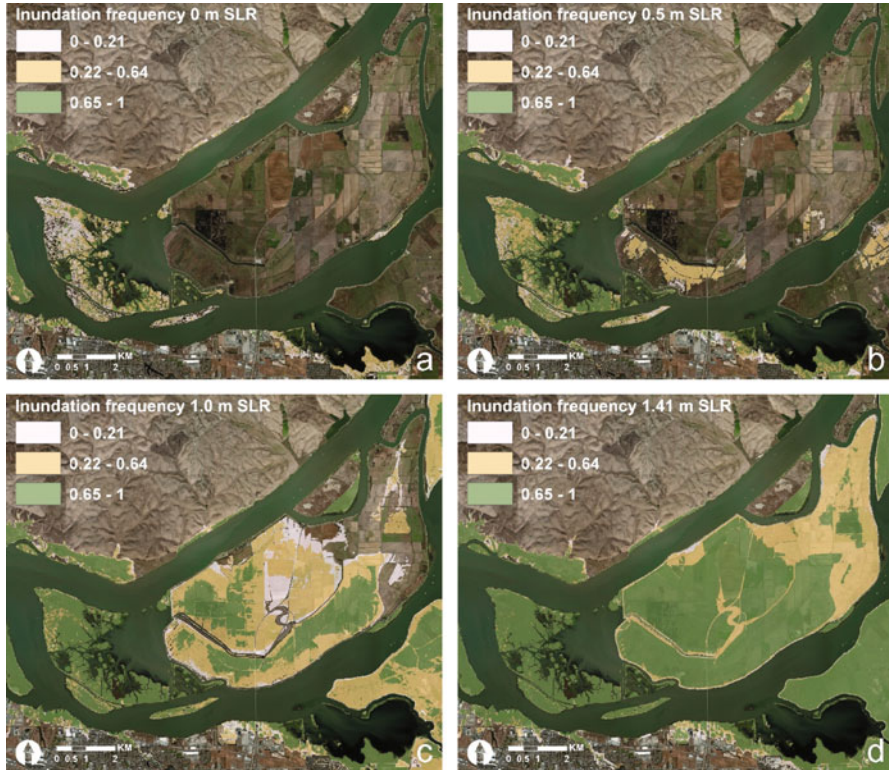 Inundation frequency 0 m SLR
0 - 0.21
0.22 - 0.64
0.65 - 1
KM
0 0.5 1 2
a
Inundation frequency 0.5 m SLR
0 - 0.21
0.22 - 0.64
0.65 - 1
KM
0 0.5 1 2
b
Inundation frequency 1.0 m SLR
0 - 0.21
0.22 - 0.64
0.65 - 1
KM
0 0.5 1 2
c
Inundation frequency 1.41 m SLR
0 - 0.21
0.22 - 0.64
0.65 - 1
KM
0 0.5 1 2
d